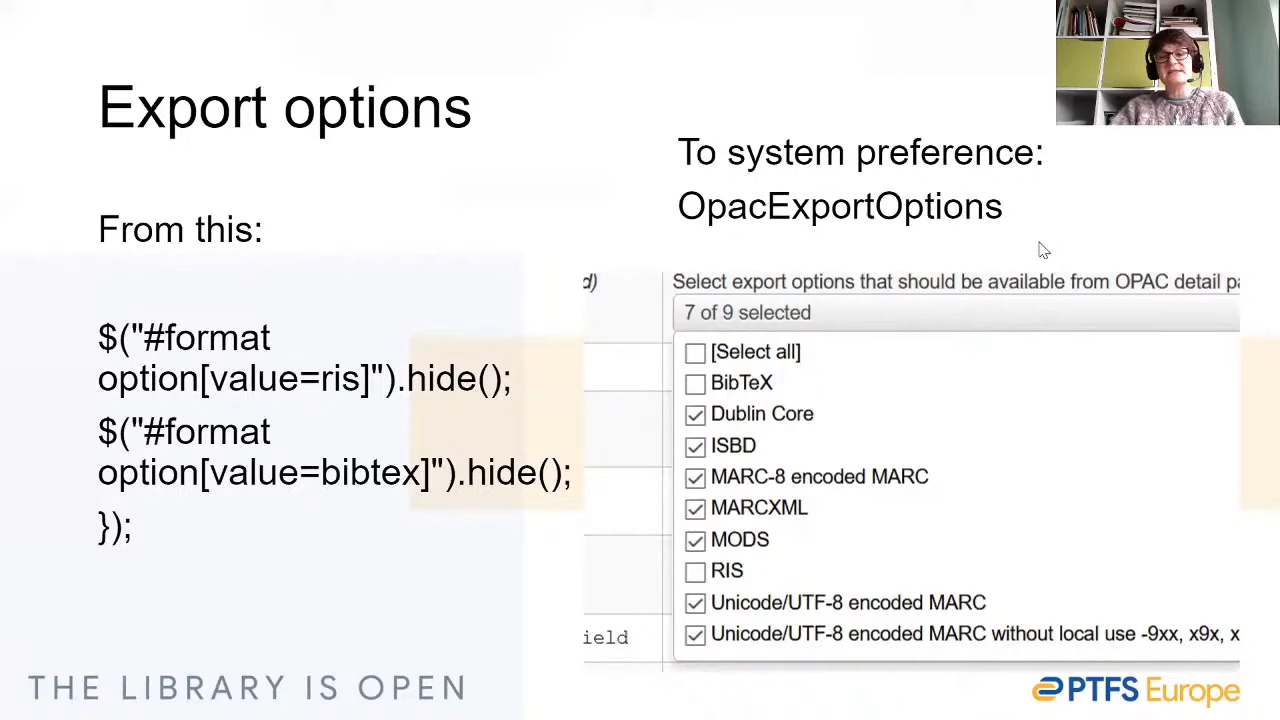 Export options
From this:
$("#format
option[value=ris]").hide();
$("#format
option[value=bibtex]").hide();
});
To system preference:
OpacExportOptions
d)
Select export options that should be available from OPAC detail pa
7 of 9 selected
[Select all]
BibTeX
Dublin Core
ISBD
MARC-8 encoded MARC
MARCXML
MODS
RIS
Unicode/UTF-8 encoded MARC
Unicode/UTF-8 encoded MARC without local use -9xx, x9x, x
ield
THE LIBRARY IS OPEN
PTFS Europe